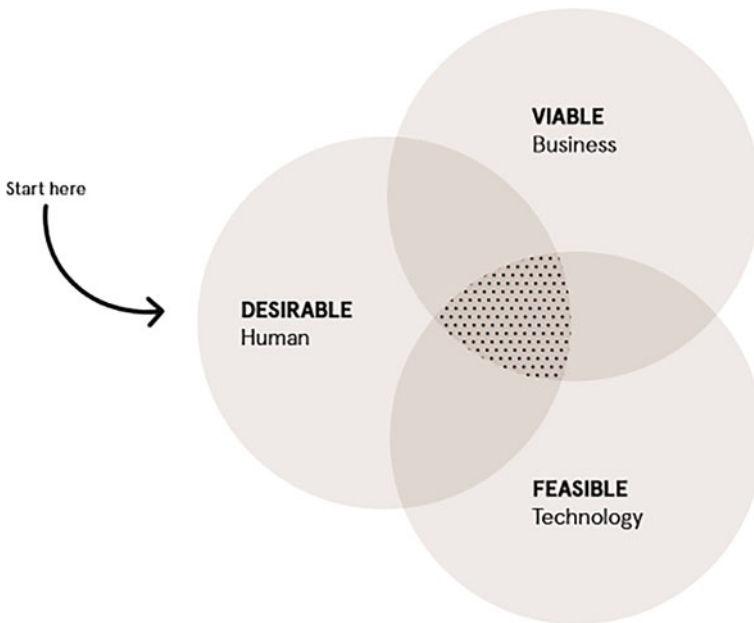 Start here
DESIRABLE
Human
VIABLE
Business
FEASIBLE
Technology